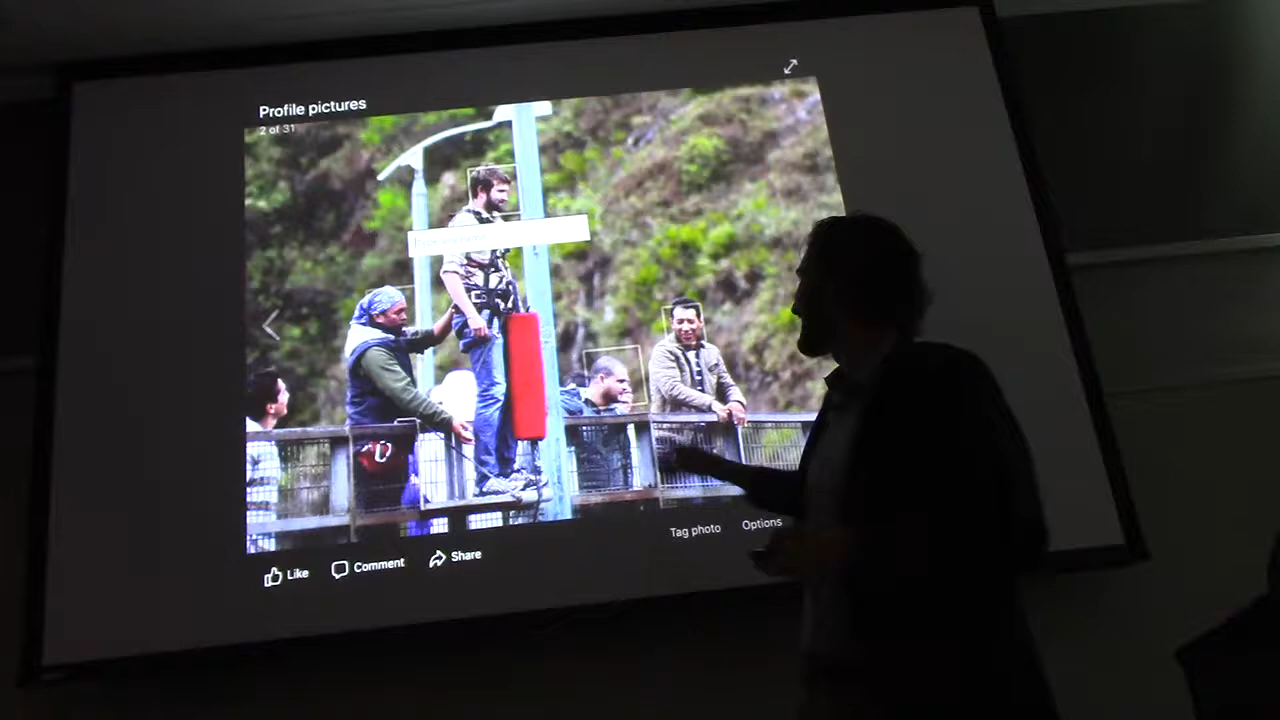 Profile pictures
2 of 31
Tag photo
Options
Like
Comment
Share